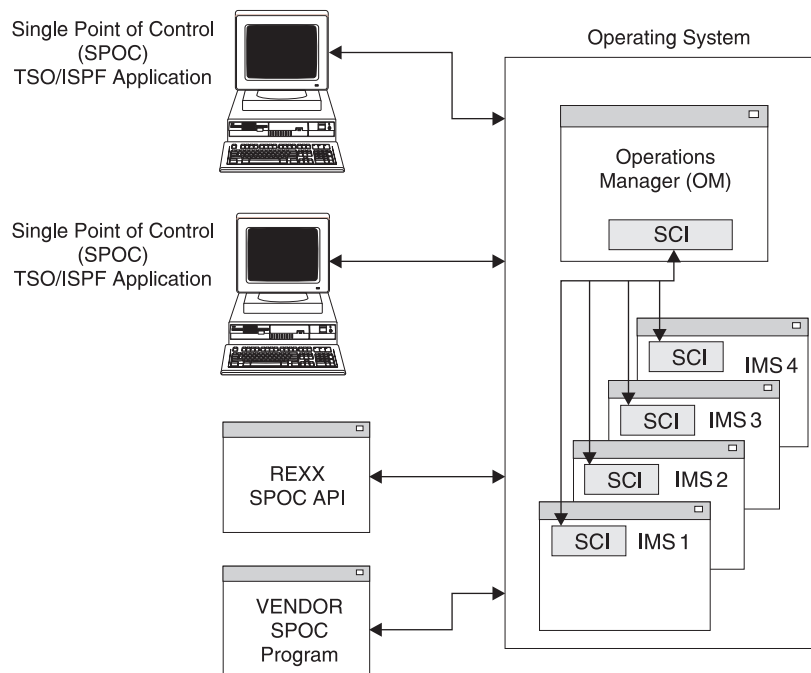 Single Point of Control
(SPOC)
TSO/ISPF Application
Operating System
Operations
Manager (OM)
SCI
Single Point of Control
(SPOC)
TSO/ISPF Application
SCI
IMS 4
SCI
IMS 3
REXX
SPOC API
SCI
IMS 2
SCI
IMS 1
VENDOR
SPOC
Program